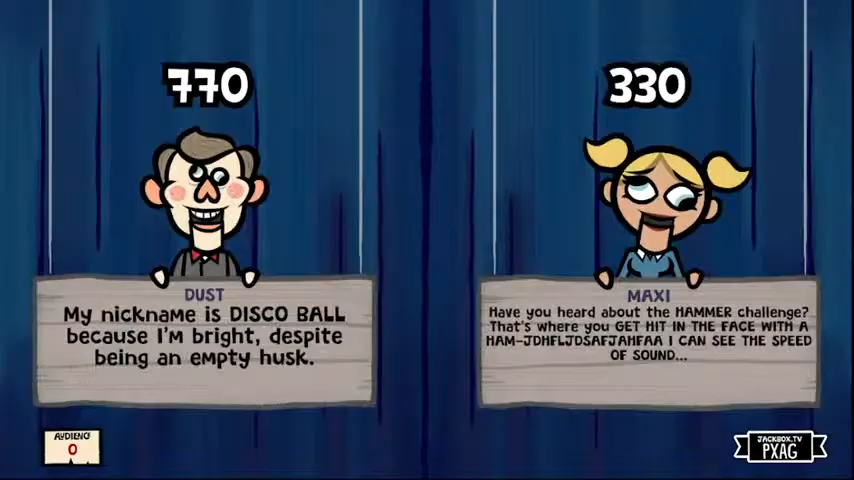 770
DUST
My nickname is DISCO BALL
because I'm bright, despite
being an empty husk.
330
MAXI
Have you heard about the HAMMER challenge?
That's where you GET HIT IN THE FACE WITH A
HAM-JDHFLJDSAFJAHFAA I CAN SEE THE SPEED
OF SOUND...
AUDIENCE
0
JACKBOX.TV
PXAG